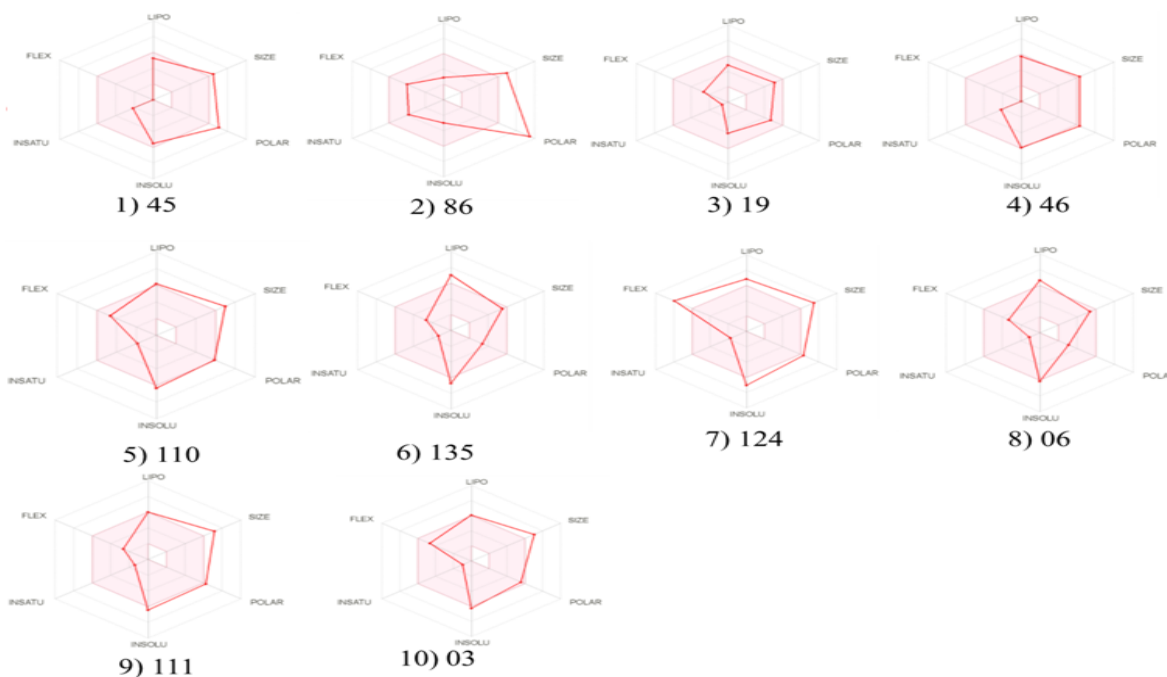 LIPO LIPO LIPO LIPO
FLEX SIZE FLEX SIZE FLEX SIZE FLEX SIZE
INSATU POLAR INSATU POLAR INSATU POLAR INSATU POLAR
INSOLU INSOLU INSOLU INSOLU
1) 45 2) 86 3) 19 4) 46
LIPO LIPO LIPO LIPO
FLEX SIZE FLEX SIZE FLEX SIZE FLEX SIZE
INSATU POLAR INSATU POLAR INSATU POLAR INSATU POLAR
INSOLU INSOLU INSOLU INSOLU
5) 110 6) 135 7) 124 8) 06
LIPO LIPO
FLEX SIZE FLEX SIZE
INSATU POLAR INSATU POLAR
INSOLU INSOLU
9) 111 10) 03